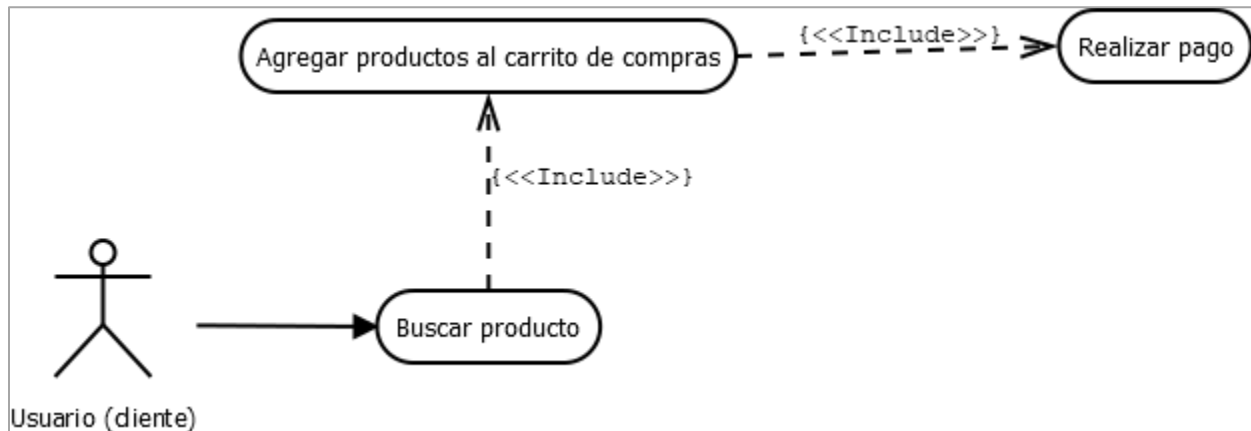 Agregar productos al carrito de compras
{<<Include>>}
Realizar pago
{<<Include>>}
Buscar producto
Usuario (cliente)